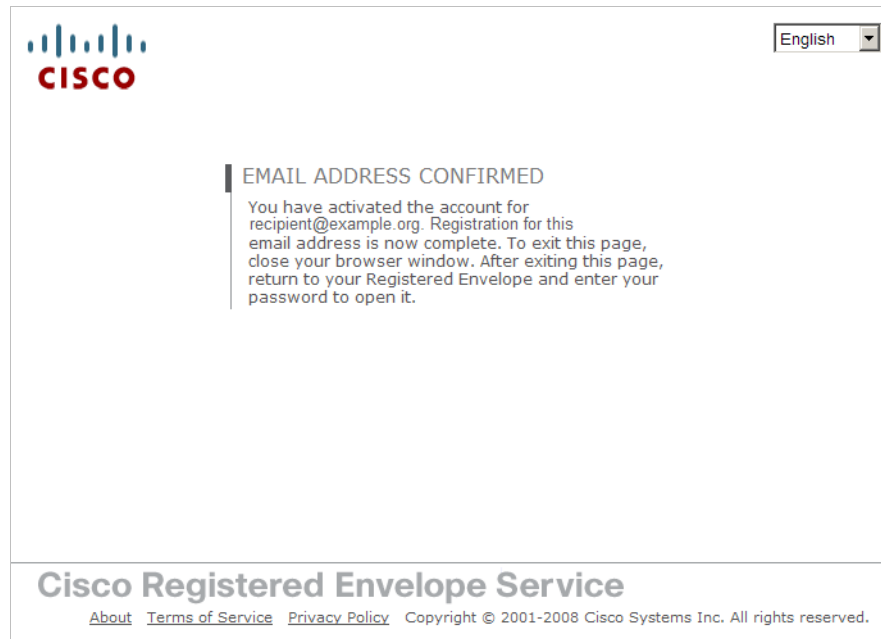 English
CISCO
EMAIL ADDRESS CONFIRMED
You have activated the account for
recipient@example.org. Registration for this
email address is now complete. To exit this page,
close your browser window. After exiting this page,
return to your Registered Envelope and enter your
password to open it.
Cisco Registered Envelope Service
About Terms of Service Privacy Policy Copyright © 2001-2008 Cisco Systems Inc. All rights reserved.